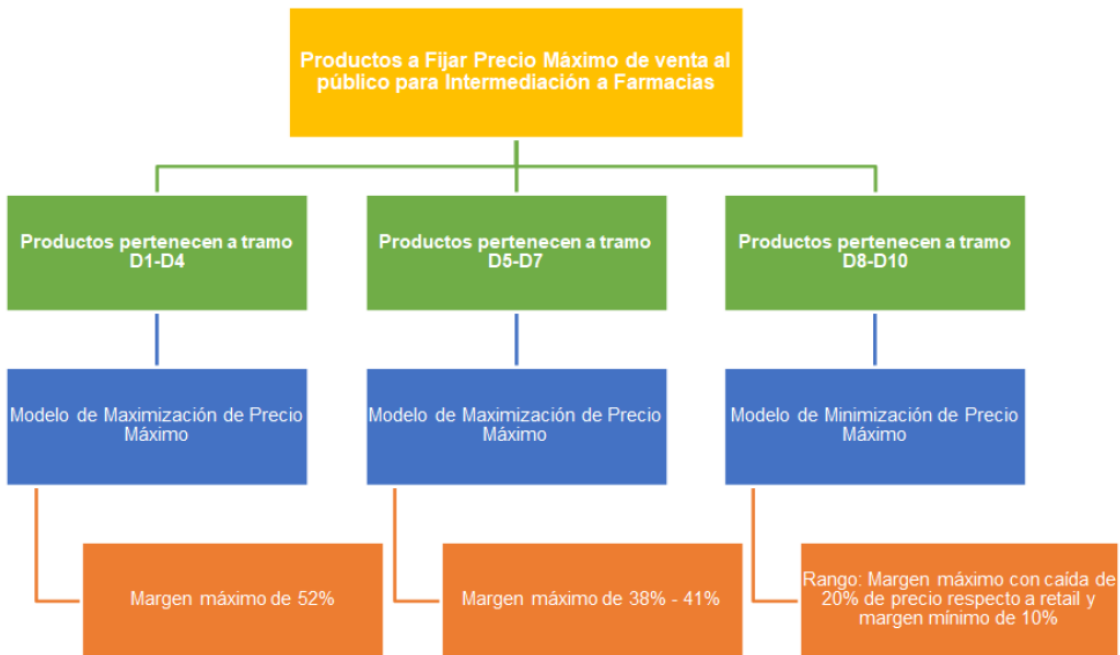 Productos a Fijar Precio Máximo de venta al
público para Intermediación a Farmacias
Productos pertenecen a tramo
D1-D4
Productos pertenecen a tramo
D5-D7
Productos pertenecen a tramo
D8-D10
Modelo de Maximización de Precio
Máximo
Modelo de Maximización de Precio
Máximo
Modelo de Minimización de Precio
Máximo
Margen máximo de 52%
Margen máximo de 38% - 41%
Rango: Margen máximo con caída de
20% de precio respecto a retail y
margen mínimo de 10%